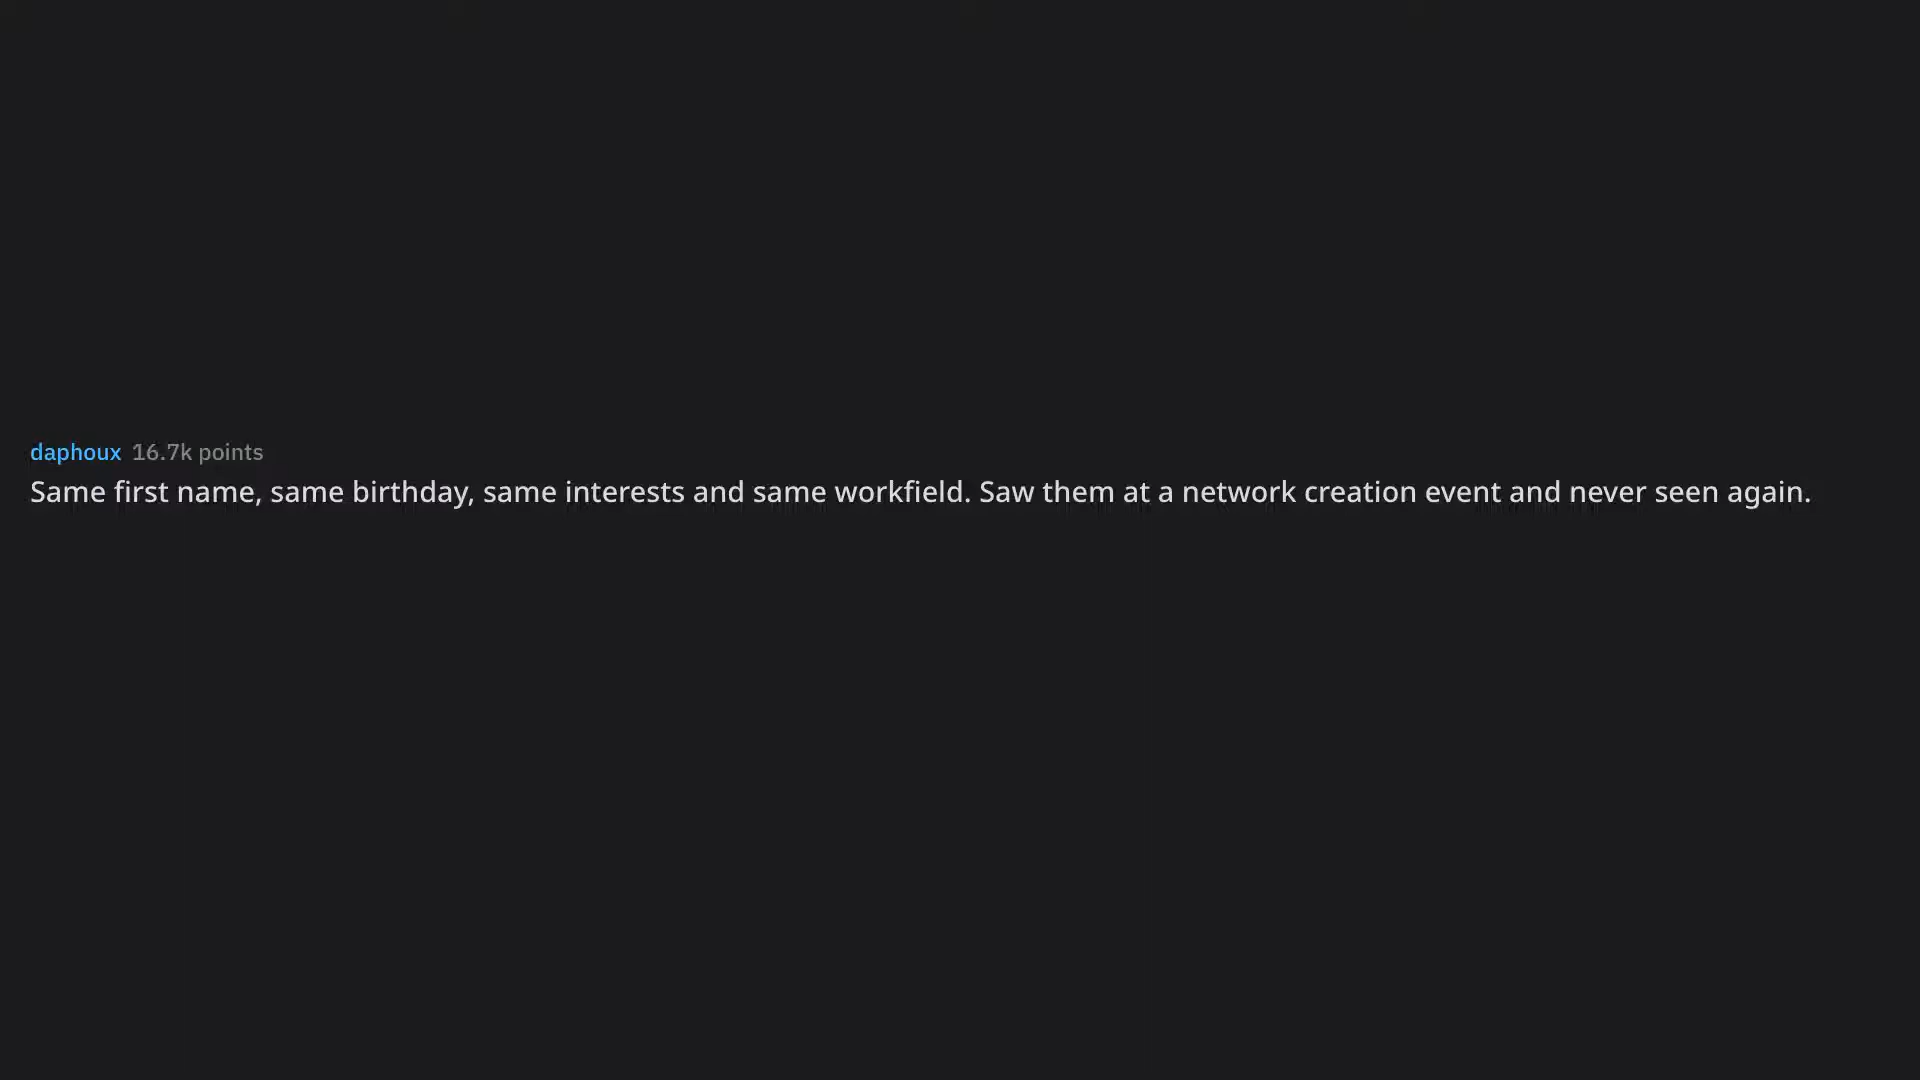 daphoux 16.7k points
Same first name, same birthday, same interests and same workfield. Saw them at a network creation event and never seen again.